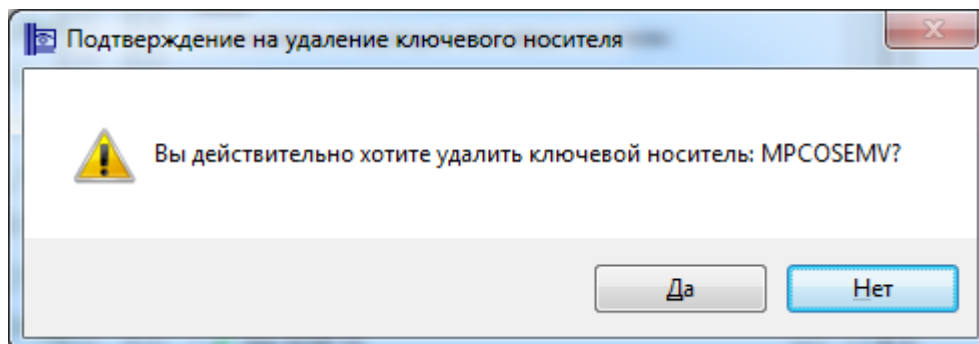 Подтверждение на удаление ключевого носителя
Вы действительно хотите удалить ключевой носитель: MPCOSEMV?
Да
Нет